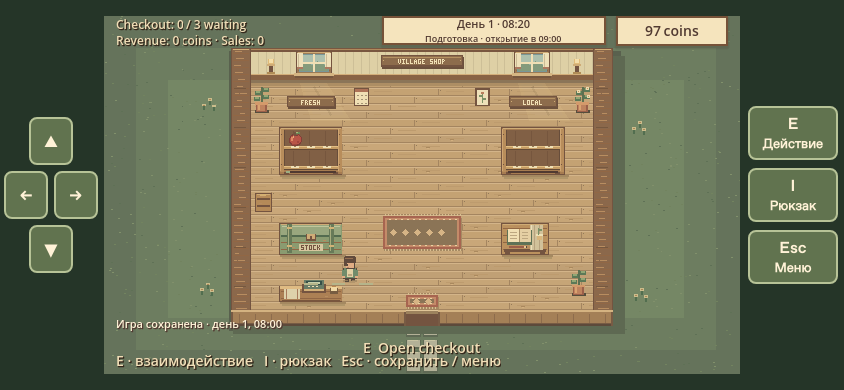 Checkout: 0 / 3 waiting
Revenue: 0 coins · Sales: 0
День 1 · 08:20
Подготовка · открытие в 09:00
97 coins
VILLAGE SHOP
FRESH
LOCAL
STOCK
E
Действие
I
Рюкзак
Esc
Меню
Игра сохранена · день 1, 08:00
E Open checkout
E · взаимодействие I · рюкзак Esc · сохранить / меню